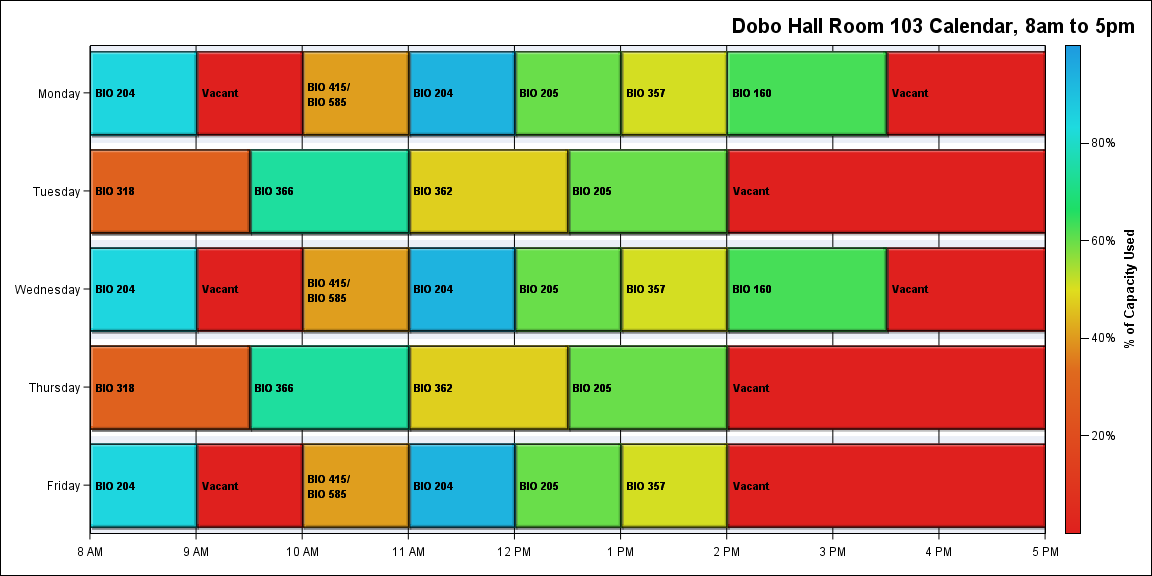 Dobo Hall Room 103 Calendar, 8am to 5pm
Monday
BIO 204
Vacant
BIO 415/
BIO 585
BIO 204
BIO 205
BIO 357
BIO 160
Vacant
Tuesday
BIO 318
BIO 366
BIO 362
BIO 205
Vacant
Wednesday
BIO 204
Vacant
BIO 415/
BIO 585
BIO 204
BIO 205
BIO 357
BIO 160
Vacant
Thursday
BIO 318
BIO 366
BIO 362
BIO 205
Vacant
Friday
BIO 204
Vacant
BIO 415/
BIO 585
BIO 204
BIO 205
BIO 357
Vacant
8 AM
9 AM
10 AM
11 AM
12 PM
1 PM
2 PM
3 PM
4 PM
5 PM
80%
60%
40%
20%
% of Capacity Used